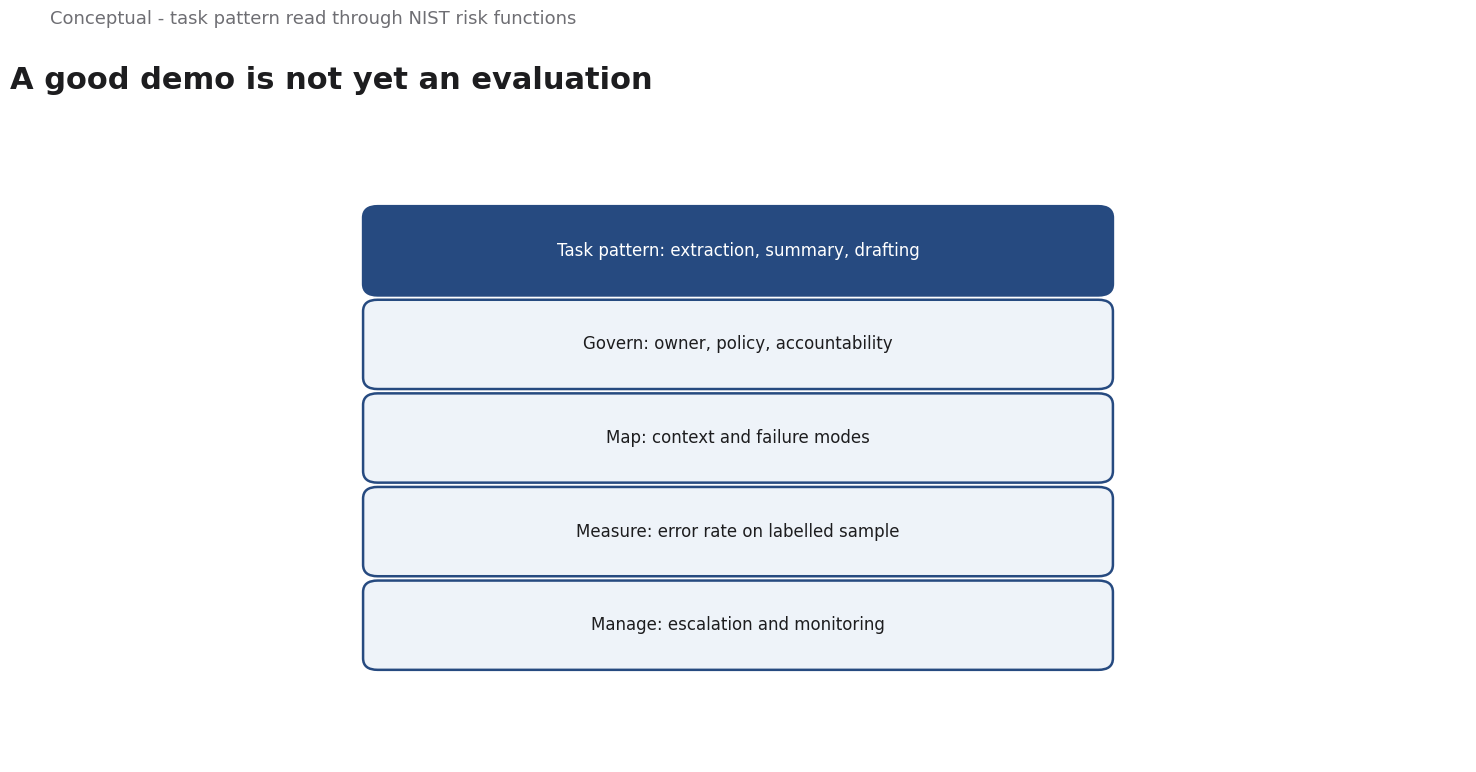 Conceptual - task pattern read through NIST risk functions
A good demo is not yet an evaluation
Task pattern: extraction, summary, drafting
Govern: owner, policy, accountability
Map: context and failure modes
Measure: error rate on labelled sample
Manage: escalation and monitoring